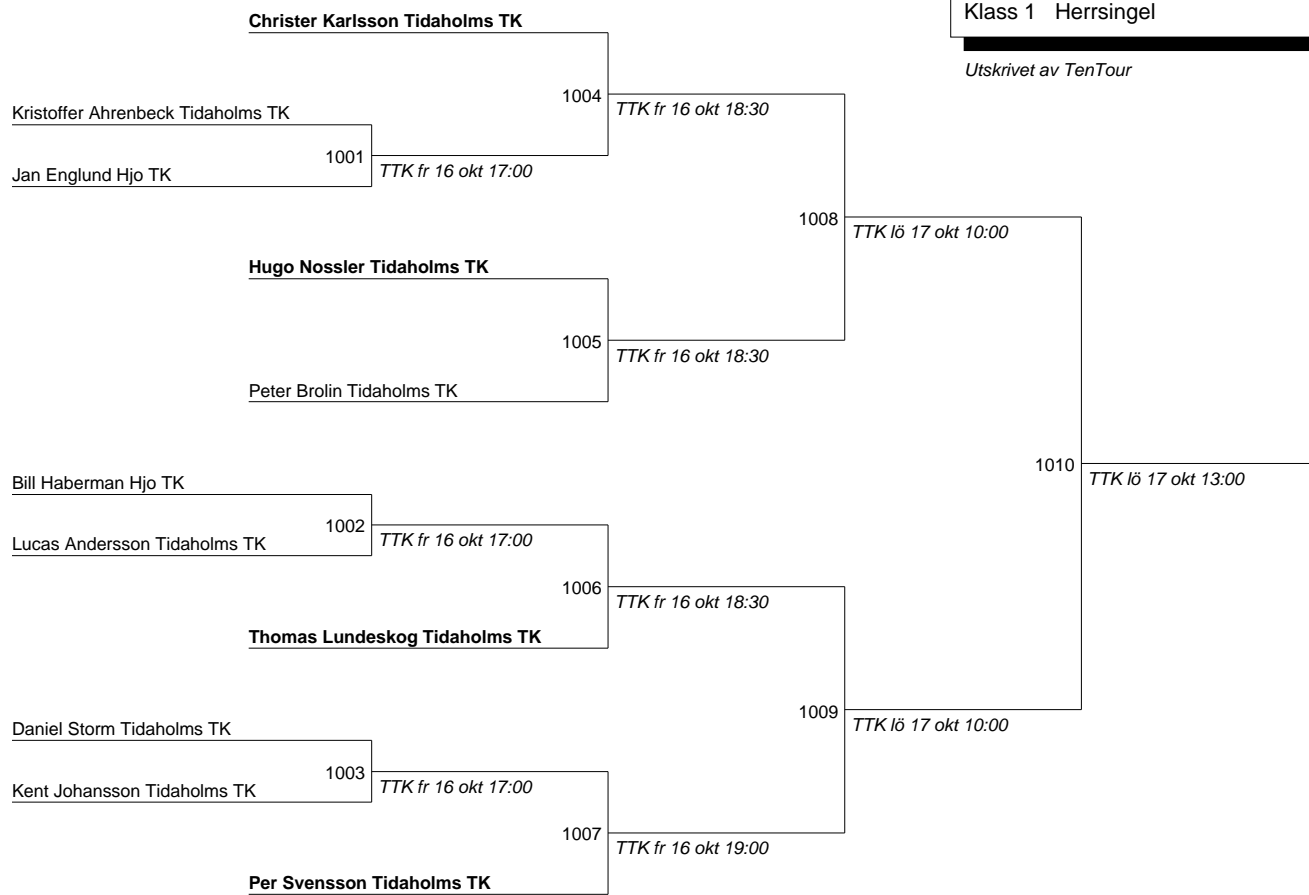 Christer Karlsson Tidaholms TK
Klass 1 Herrsingel
Utskrivet av TenTour
1004
TTK fr 16 okt 18:30
Kristoffer Ahrenbeck Tidaholms TK
1001
TTK fr 16 okt 17:00
Jan Englund Hjo TK
1008
TTK lö 17 okt 10:00
Hugo Nossler Tidaholms TK
1005
TTK fr 16 okt 18:30
Peter Brolin Tidaholms TK
1010
TTK lö 17 okt 13:00
Bill Haberman Hjo TK
1002
TTK fr 16 okt 17:00
Lucas Andersson Tidaholms TK
1006
TTK fr 16 okt 18:30
Thomas Lundeskog Tidaholms TK
1009
TTK lö 17 okt 10:00
Daniel Storm Tidaholms TK
1003
TTK fr 16 okt 17:00
Kent Johansson Tidaholms TK
1007
TTK fr 16 okt 19:00
Per Svensson Tidaholms TK